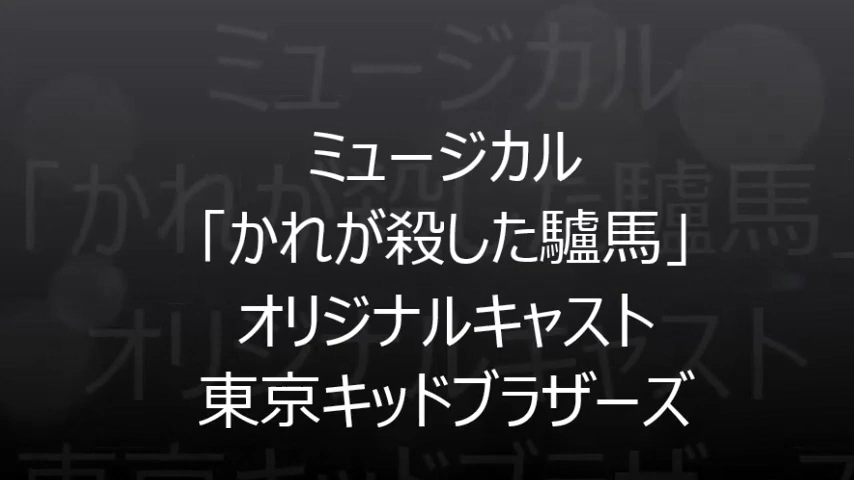 ミュージカル
「かれが殺した驢馬」
オリジナルキャスト
東京キッドブラザーズ